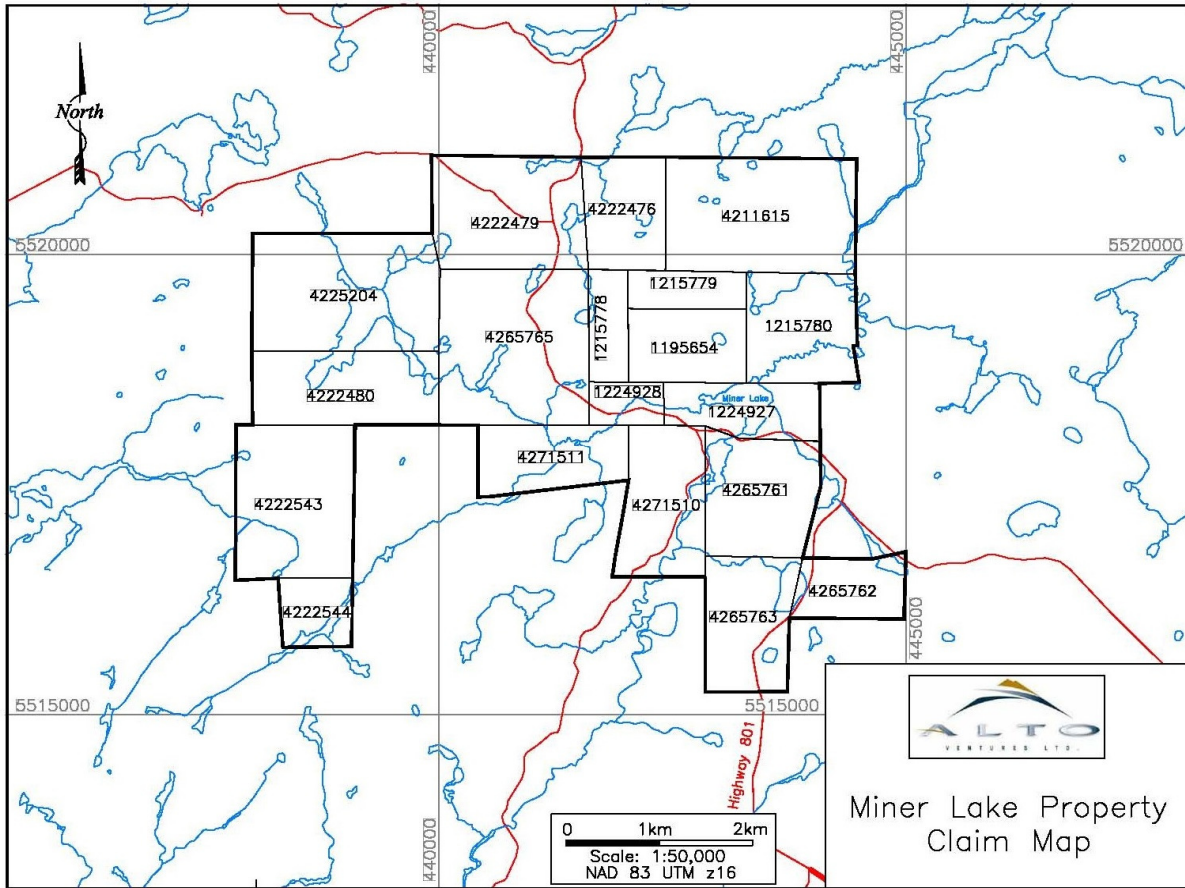 440000
445000
North
4222479
4222476
4211615
5520000
5520000
4225204
4265765
1215778
1215779
1215780
1195654
4222480
1224928
Miner Lake
1224927
4271511
4222543
4271510
4265761
4222544
4265763
4265762
445000
5515000
5515000
Highway 801
440000
0 1km 2km
Scale: 1:50,000
NAD 83 UTM z16
ALTO
VENTURES LTD.
Miner Lake Property
Claim Map